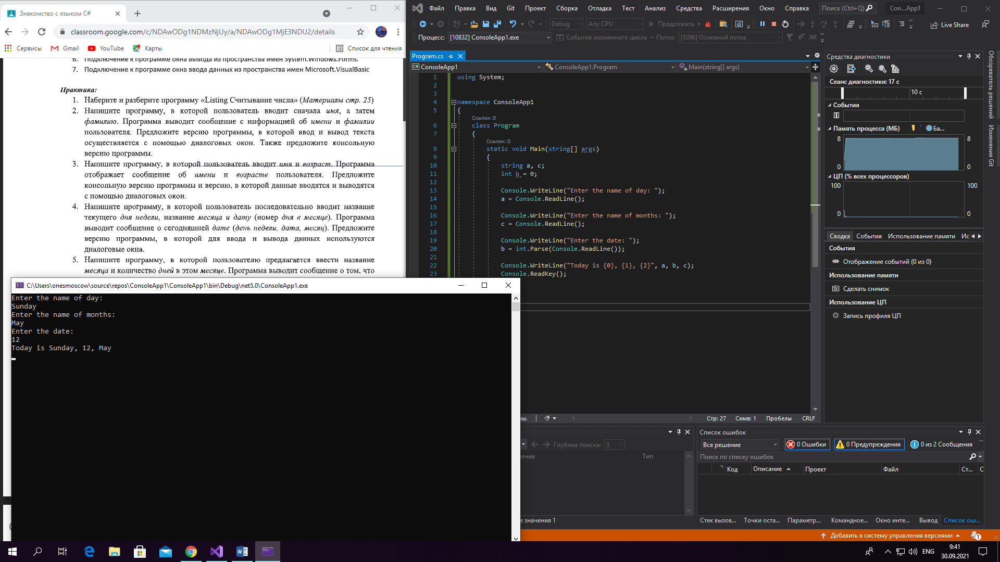 Знакомство с языком C#
classroom.google.com/c/NDAwODg1NDMzNjUy/a/NDAwODg1MjE3NDU2/details
Сервисы
Gmail
YouTube
Карты
Список для чтения
6. Подключение к программе окна вывода из пространства имен System.Windows.Forms.
7. Подключение к программе окна ввода данных из пространства имен Microsoft.VisualBasic
Практика:
1. Наберите и разберите программу «Listing Считывание числа» (Материалы стр. 25)
2. Напишите программу, в которой пользователь вводит сначала имя, а затем
фамилию. Программа выводит сообщение с информацией об имени и фамилии
пользователя. Предложите версию программы, в которой ввод и вывод текста
осуществляется с помощью диалоговых окон. Также предложите консольную
версию программы.
3. Напишите программу, в которой пользователь вводит имя и возраст. Программа
отображает сообщение об имени и возрасте пользователя. Предложите
консольную версию программы и версию, в которой данные вводятся и выводятся
с помощью диалоговых окон.
4. Напишите программу, в которой пользователь последовательно вводит название
текущего дня недели, название месяца и дату (номер дня в месяце). Программа
выводит сообщение о сегодняшней дате (день недели, дата, месяц). Предложите
версию программы, в которой для ввода и вывода данных используются
диалоговые окна.
5. Напишите программу, в которой пользователю предлагается ввести название
месяца и количество дней в этом месяце. Программа выводит сообщение о том, что
C:\Users\onesmoscow\source\repos\ConsoleApp1\ConsoleApp1\bin\Debug\net5.0\ConsoleApp1.exe
Enter the name of day:
Sunday
Enter the name of months:
May
Enter the date:
12
Today is Sunday, 12, May
Файл Правка Вид Git Проект Сборка Отладка Тест Анализ Средства Расширения Окно Справка
Поиск (Ctrl+Q)
Con...App1
Debug
Any CPU
Продолжить
Live Share
Процесс: [10832] ConsoleApp1.exe
События жизненного цикла
Поток: [9396] Основной поток
Program.cs
ConsoleApp1
ConsoleApp1.Program
Main(string[] args)
1 using System;
2
3
4 namespace ConsoleApp1
5 {
Ссылок: 0
6 class Program
7 {
Ссылок: 0
8 static void Main(string[] args)
9 {
10 string a, c;
11 int b = 0;
12
13 Console.WriteLine("Enter the name of day: ");
14 a = Console.ReadLine();
15
16 Console.WriteLine("Enter the name of months: ");
17 c = Console.ReadLine();
18
19 Console.WriteLine("Enter the date: ");
20 b = int.Parse(Console.ReadLine());
21
22 Console.WriteLine("Today is {0}, {1}, {2}", a, b, c);
23 Console.ReadKey();
ны.
Стр: 27 Симв: 1 Пробелы CRLF
Средства диагностики
Сеанс диагностики: 17 с
10 с
События
Память процесса (МБ)
Ба...
8 8
0 0
ЦП (% всех процессоров)
100 100
0 0
Сводка События Использование памяти Ис
События
Отображение событий (0 из 0)
Использование памяти
Сделать снимок
Использование ЦП
Запись профиля ЦП
Обозреватель решений
Изменения Git
Глубина поиска: 3
ение
Тип
е значения 1
Список ошибок
Все решение
0 Ошибки
0 Предупреждения
0 из 2 Сообщения
Поиск по списку ошибок
Код Описание Проект Файл Ст... С
Стек вызов... Точки оста... Параметр... Командное... Окно инте... Вывод Список ош...
Добавить в систему управления версиями
1
ENG
9:41
30.09.2021